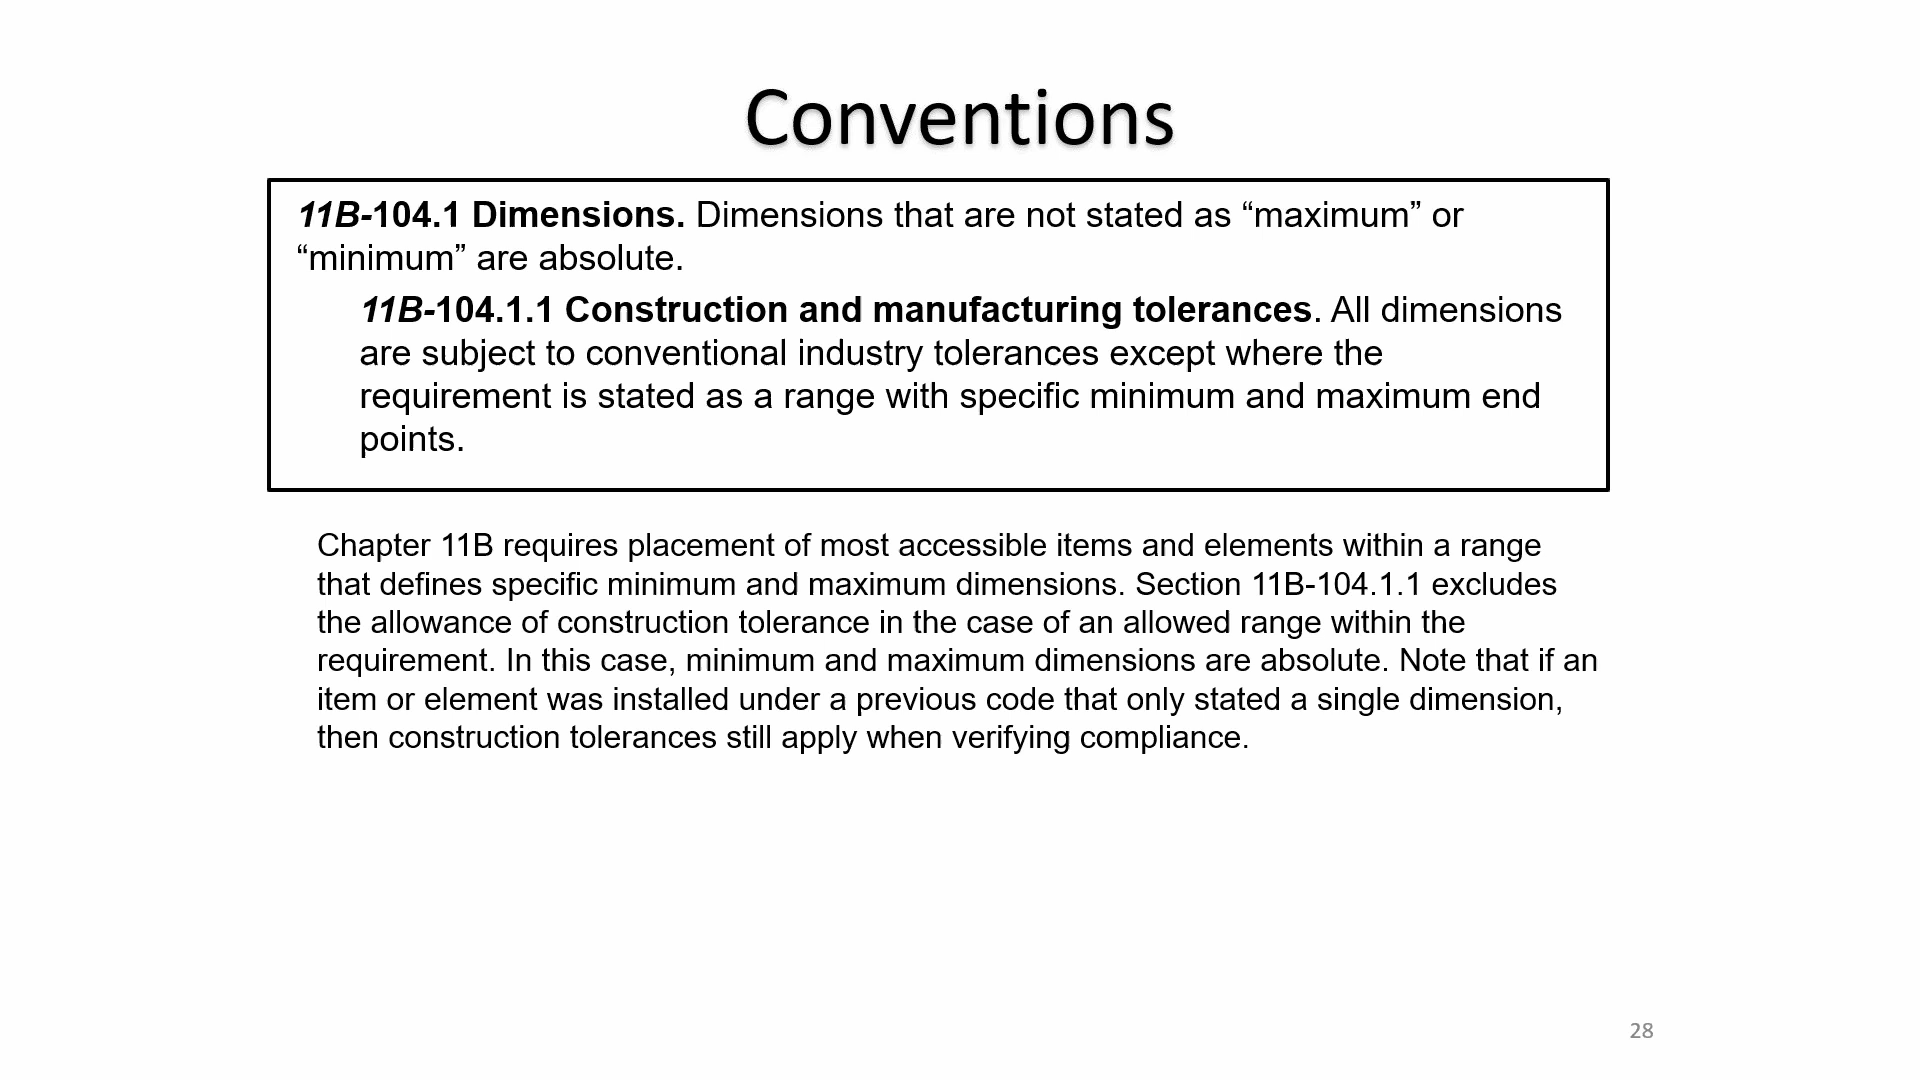 Conventions
11B-104.1 Dimensions. Dimensions that are not stated as “maximum” or
“minimum” are absolute.
11B-104.1.1 Construction and manufacturing tolerances. All dimensions
are subject to conventional industry tolerances except where the
requirement is stated as a range with specific minimum and maximum end
points.
Chapter 11B requires placement of most accessible items and elements within a range
that defines specific minimum and maximum dimensions. Section 11B-104.1.1 excludes
the allowance of construction tolerance in the case of an allowed range within the
requirement. In this case, minimum and maximum dimensions are absolute. Note that if an
item or element was installed under a previous code that only stated a single dimension,
then construction tolerances still apply when verifying compliance.
28